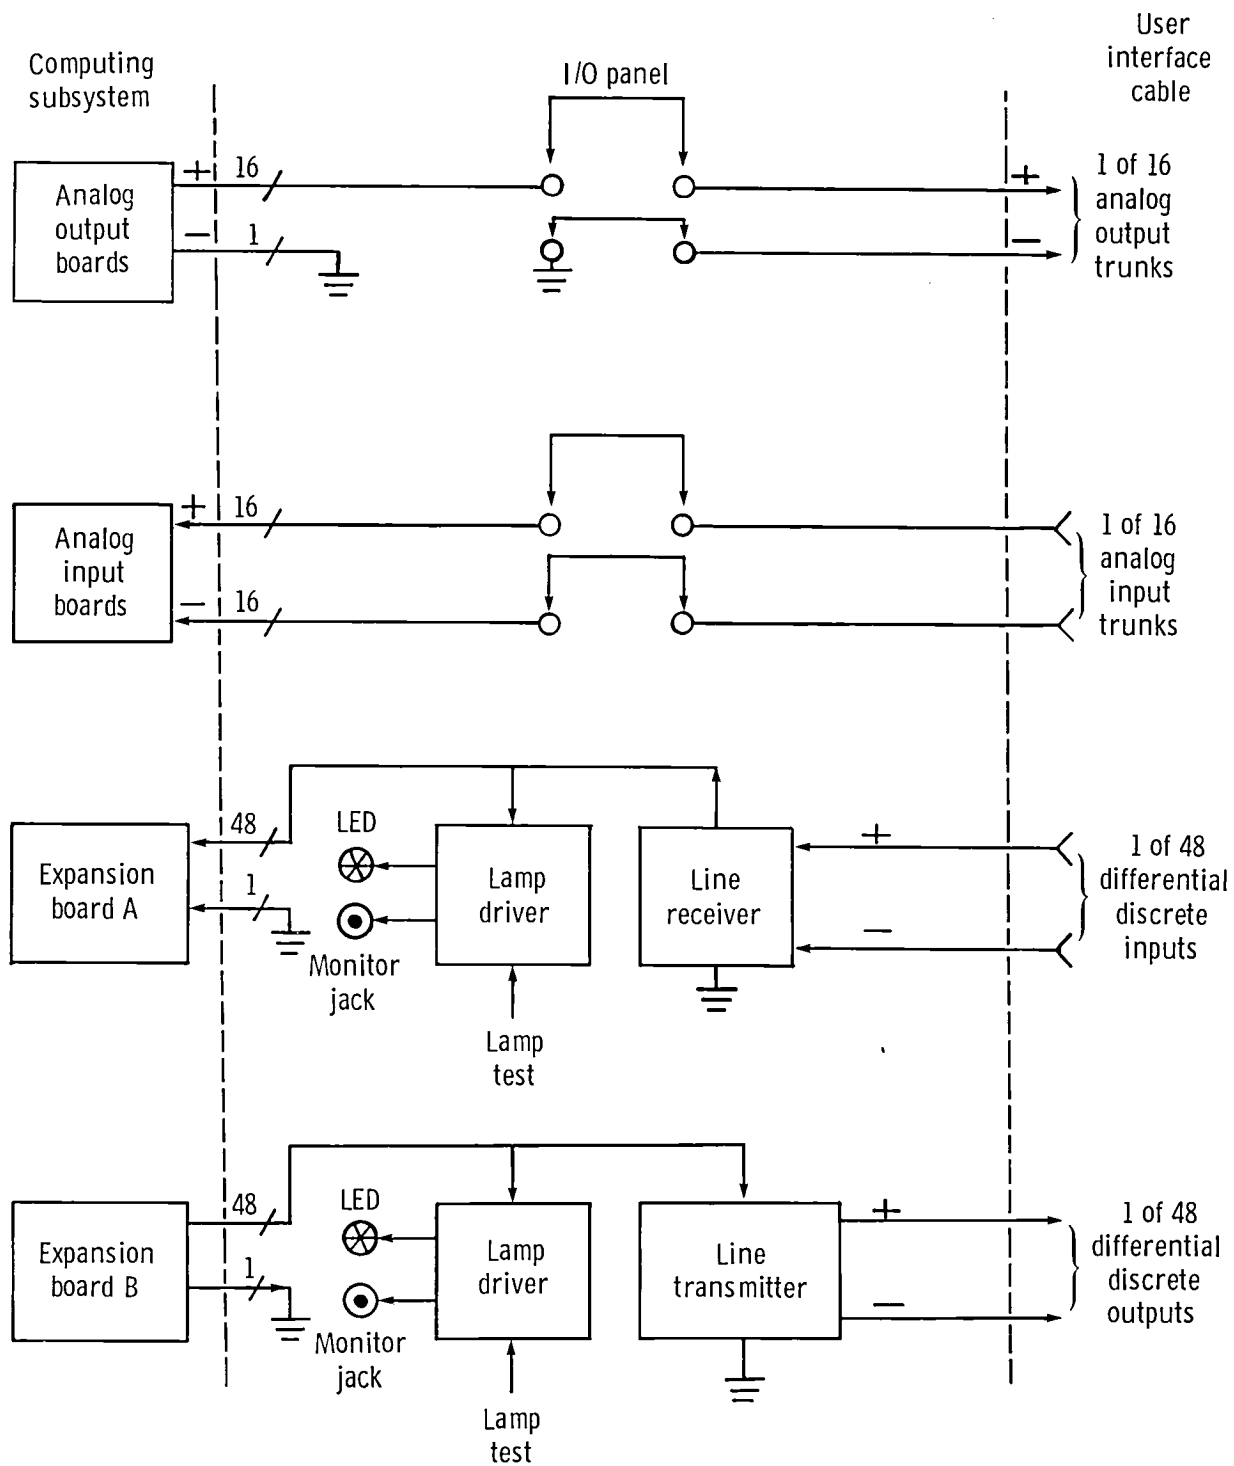 Computing
subsystem
I/O panel
User
interface
cable
Analog
output
boards
+
16
−
1
+
−
1 of 16
analog
output
trunks
Analog
input
boards
+
16
−
16
1 of 16
analog
input
trunks
Expansion
board A
48
1
LED
Monitor
jack
Lamp
driver
Lamp
test
Line
receiver
+
−
1 of 48
differential
discrete
inputs
Expansion
board B
48
1
LED
Monitor
jack
Lamp
driver
Lamp
test
Line
transmitter
+
−
1 of 48
differential
discrete
outputs